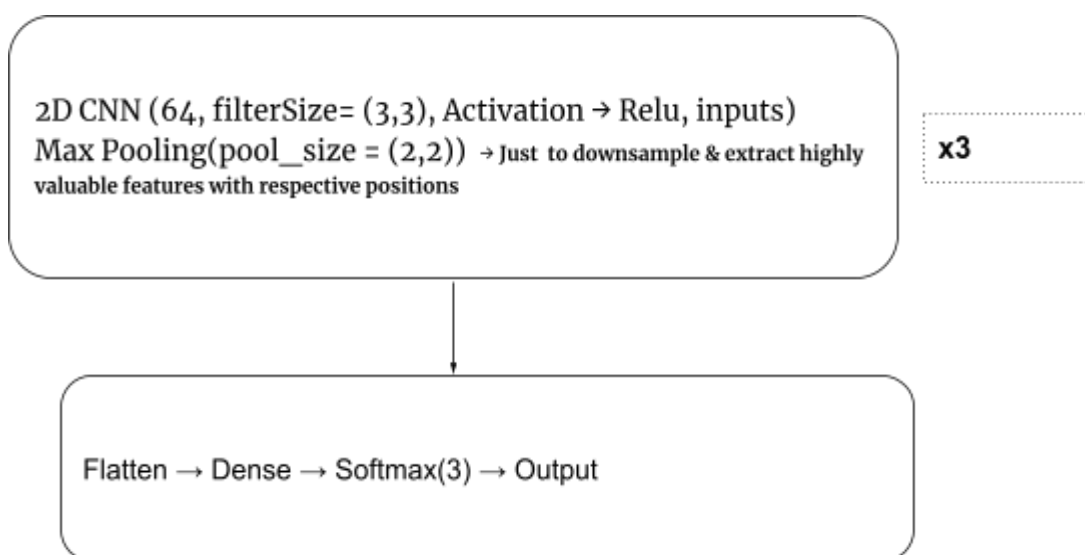 2D CNN (64, filterSize= (3,3), Activation → Relu, inputs)
Max Pooling(pool_size = (2,2)) → Just to downsample & extract highly
valuable features with respective positions
x3
Flatten → Dense → Softmax(3) → Output